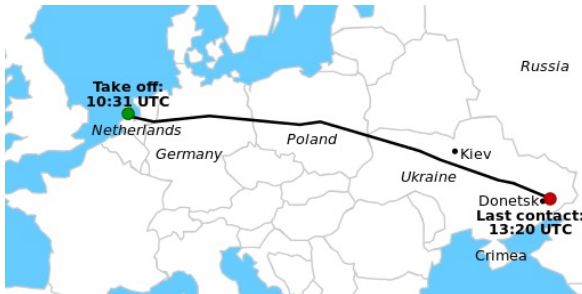 Russia
Take off:
10:31 UTC
Netherlands
Poland
Germany
Kiev
Ukraine
Donetsk
Last contact:
13:20 UTC
Crimea